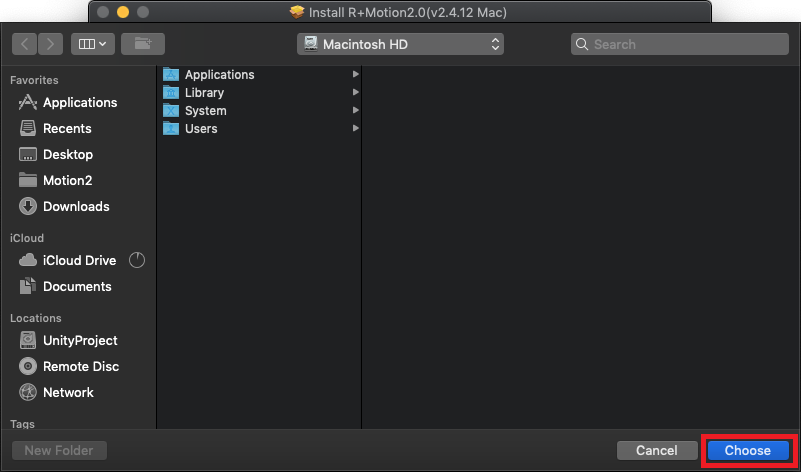 Install R+Motion2.0(v2.4.12 Mac)
Macintosh HD
Search
Favorites
Applications
Recents
Desktop
Motion2
Downloads
iCloud
iCloud Drive
Documents
Locations
UnityProject
Remote Disc
Network
Tags
Applications
Library
System
Users
New Folder
Cancel
Choose